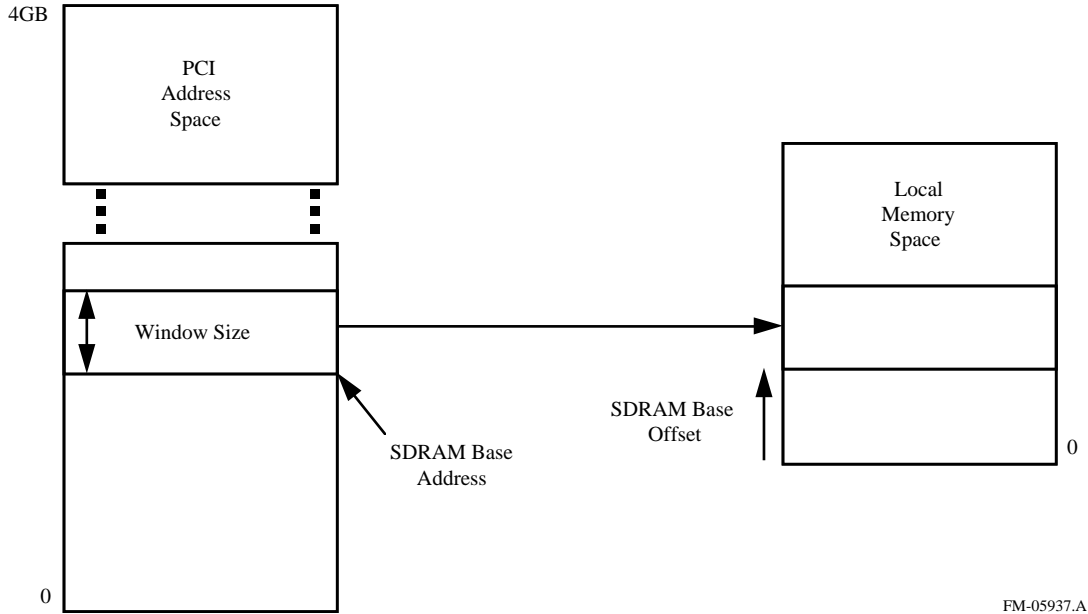 4GB
PCI
Address
Space
Local
Memory
Space
Window Size
SDRAM Base
Offset
SDRAM Base
Address
0
0
FM-05937.A